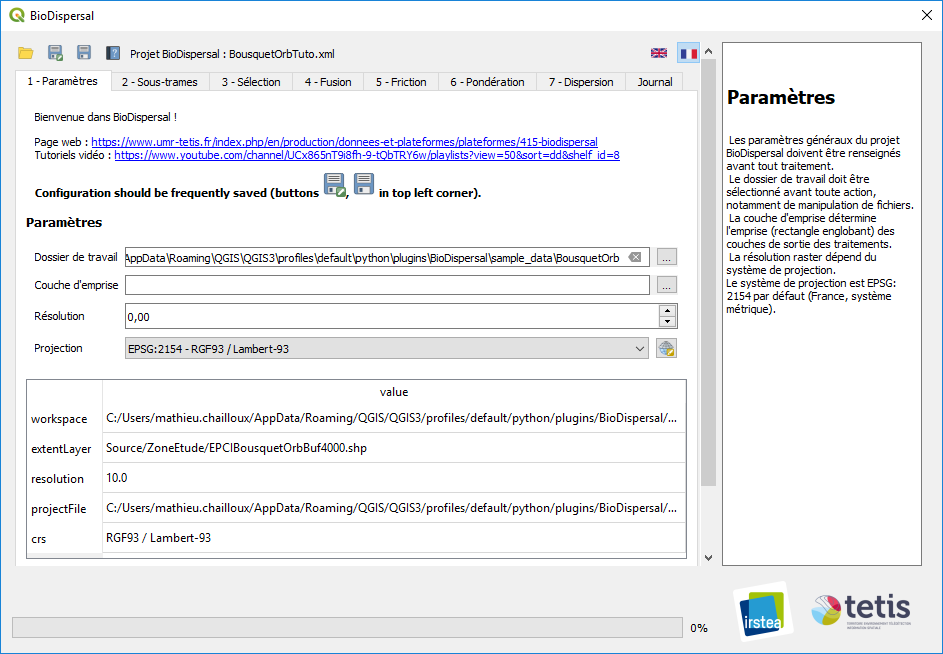 BioDispersal
Projet BioDispersal : BousquetOrbTuto.xml
1 - Paramètres
2 - Sous-trames
3 - Sélection
4 - Fusion
5 - Friction
6 - Pondération
7 - Dispersion
Journal
Bienvenue dans BioDispersal !
Page web : https://www.umr-tetis.fr/index.php/en/production/donnees-et-plateformes/plateformes/415-biodispersal
Tutoriels vidéo : https://www.youtube.com/channel/UCx865nT9i8fh-9-tQbTRY6w/playlists?view=50&sort=dd&shelf_id=8
Configuration should be frequently saved (buttons , in top left corner).
Paramètres
Dossier de travail AppData\Roaming\QGIS\QGIS3\profiles\default\python\plugins\BioDispersal\sample_data\BousquetOrb ...
Couche d'emprise ...
Résolution 0,00
Projection EPSG:2154 - RGF93 / Lambert-93
value
workspace C:/Users/mathieu.chailloux/AppData/Roaming/QGIS/QGIS3/profiles/default/python/plugins/BioDispersal/...
extentLayer Source/ZoneEtude/EPCIBousquetOrbBuf4000.shp
resolution 10.0
projectFile C:/Users/mathieu.chailloux/AppData/Roaming/QGIS/QGIS3/profiles/default/python/plugins/BioDispersal/...
crs RGF93 / Lambert-93
Paramètres
Les paramètres généraux du projet
BioDispersal doivent être renseignés
avant tout traitement.
Le dossier de travail doit être
sélectionné avant toute action,
notamment de manipulation de fichiers.
La couche d'emprise détermine
l'emprise (rectangle englobant) des
couches de sortie des traitements.
La résolution raster dépend du
système de projection.
Le système de projection est EPSG:
2154 par défaut (France, système
métrique).
0%
irstea
tetis